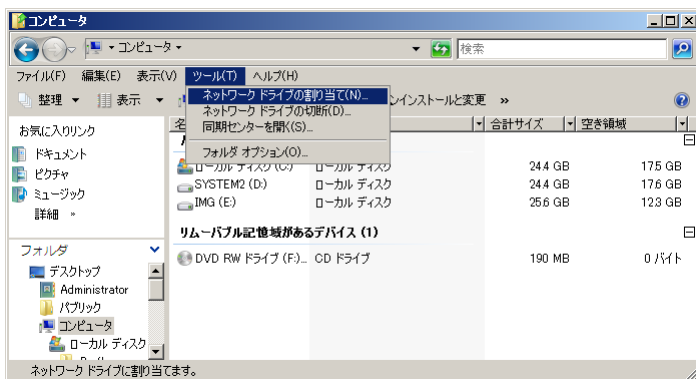 コンピュータ
コンピュータ
検索
ファイル(F) 編集(E) 表示(V) ツール(T) ヘルプ(H)
ネットワーク ドライブの割り当て(N)...
ネットワーク ドライブの切断(D)...
同期センターを開く(S)...
フォルダ オプション(O)...
整理 表示 ンインストールと変更 »
お気に入りリンク
ドキュメント
ピクチャ
ミュージック
詳細 »
フォルダ
デスクトップ
Administrator
パブリック
コンピュータ
ローカル ディスク
合計サイズ 空き領域
ローカル ディスク (C:) ローカル ディスク 24.4 GB 17.5 GB
SYSTEM2 (D:) ローカル ディスク 24.4 GB 17.6 GB
IMG (E:) ローカル ディスク 25.6 GB 12.3 GB
リムーバブル記憶域があるデバイス (1)
DVD RW ドライブ (F:)... CD ドライブ 190 MB 0 バイト
ネットワーク ドライブに割り当てます。